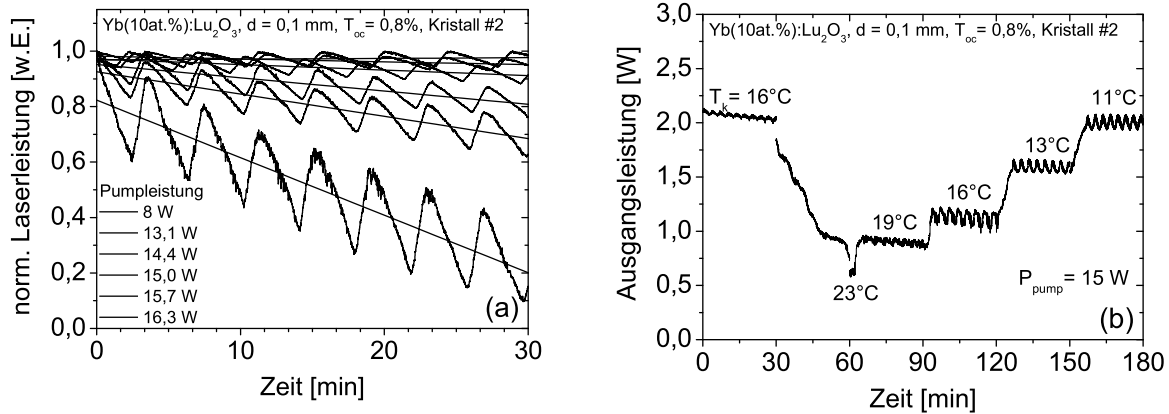 Yb(10at.%):Lu2O3, d = 0,1 mm, Toc = 0,8%, Kristall #2
norm. Laserleistung [w.E.]
1,0
0,8
0,6
0,4
0,2
0,0
Pumpleistung
8 W
13,1 W
14,4 W
15,0 W
15,7 W
16,3 W
(a)
0 10 20 30
Zeit [min]
Yb(10at.%):Lu2O3, d = 0,1 mm, Toc = 0,8%, Kristall #2
Ausgangsleistung [W]
3,0
2,5
2,0
1,5
1,0
0,5
0,0
Tk= 16°C
23°C
19°C
16°C
13°C
11°C
Ppump= 15 W
(b)
0 30 60 90 120 150 180
Zeit [min]